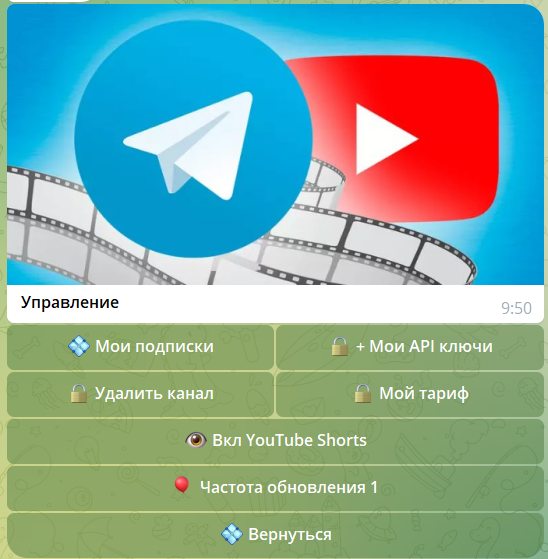 Управление
9:50
Мои подписки
+ Мои API ключи
Удалить канал
Мой тариф
Вкл YouTube Shorts
Частота обновления 1
Вернуться